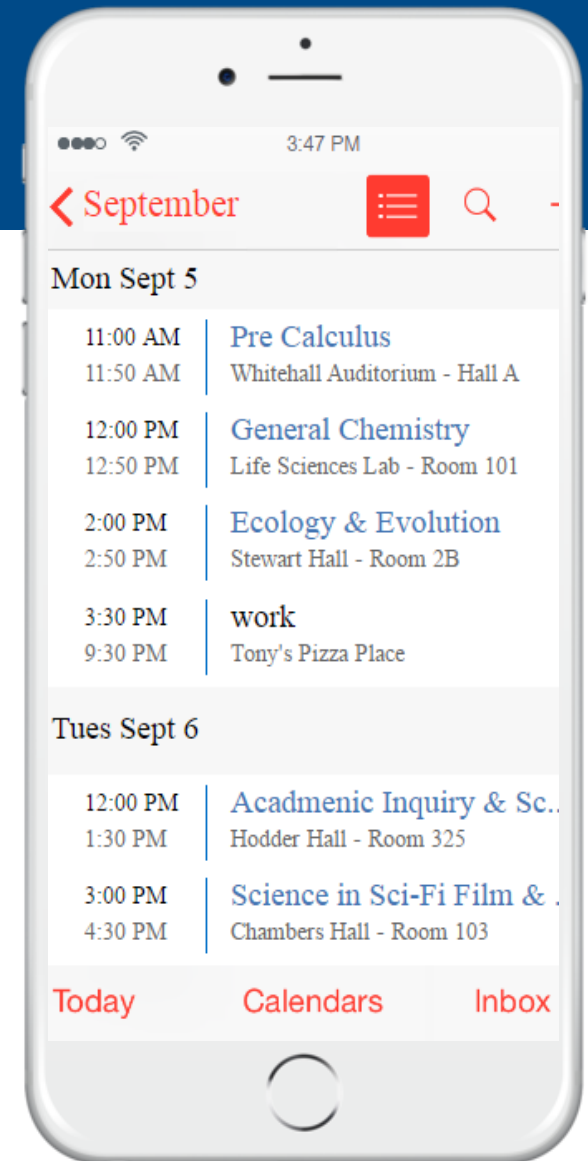 3:47 PM
September
Mon Sept 5
11:00 AM Pre Calculus
11:50 AM Whitehall Auditorium - Hall A
12:00 PM General Chemistry
12:50 PM Life Sciences Lab - Room 101
2:00 PM Ecology & Evolution
2:50 PM Stewart Hall - Room 2B
3:30 PM work
9:30 PM Tony's Pizza Place
Tues Sept 6
12:00 PM Acadmenic Inquiry & Sc..
1:30 PM Hodder Hall - Room 325
3:00 PM Science in Sci-Fi Film & .
4:30 PM Chambers Hall - Room 103
Today Calendars Inbox